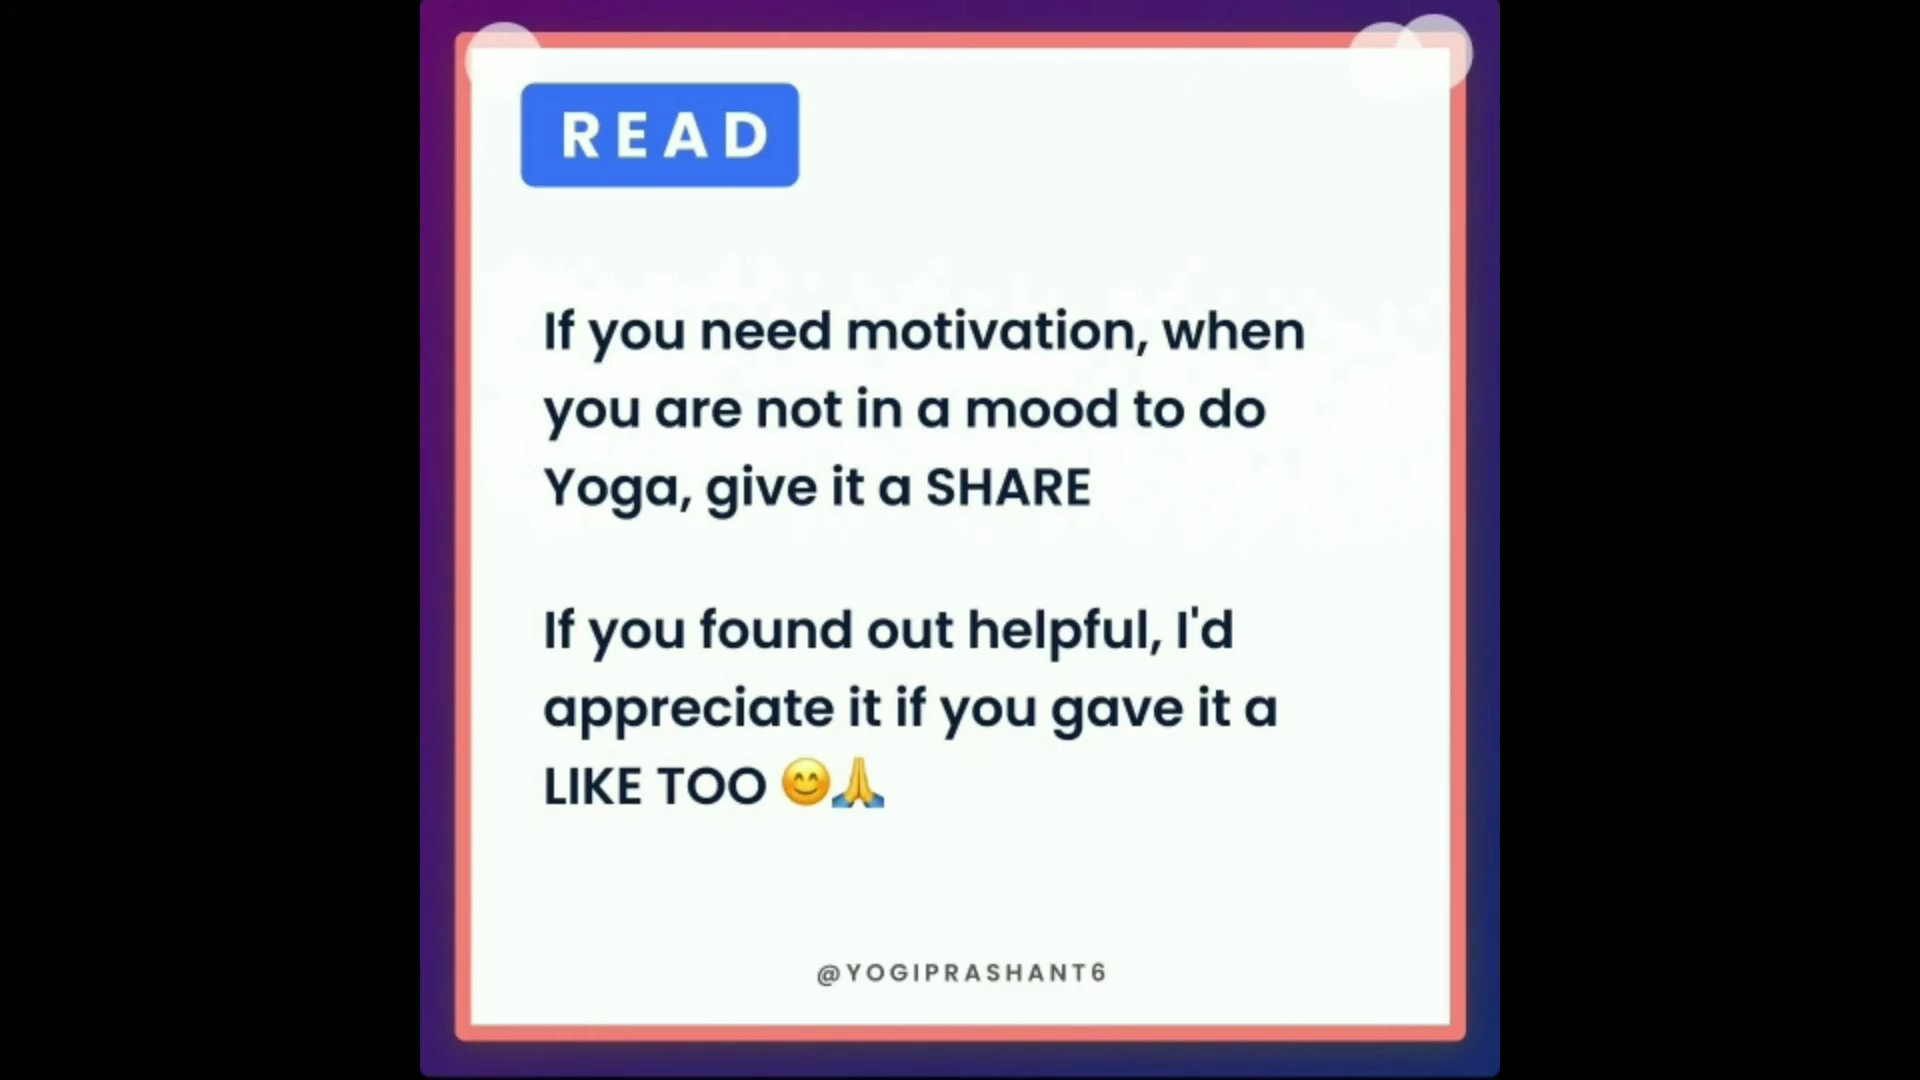 READ
If you need motivation, when
you are not in a mood to do
Yoga, give it a SHARE
If you found out helpful, I'd
appreciate it if you gave it a
LIKE TOO 😊🙏
@YOGIPRASHANT6